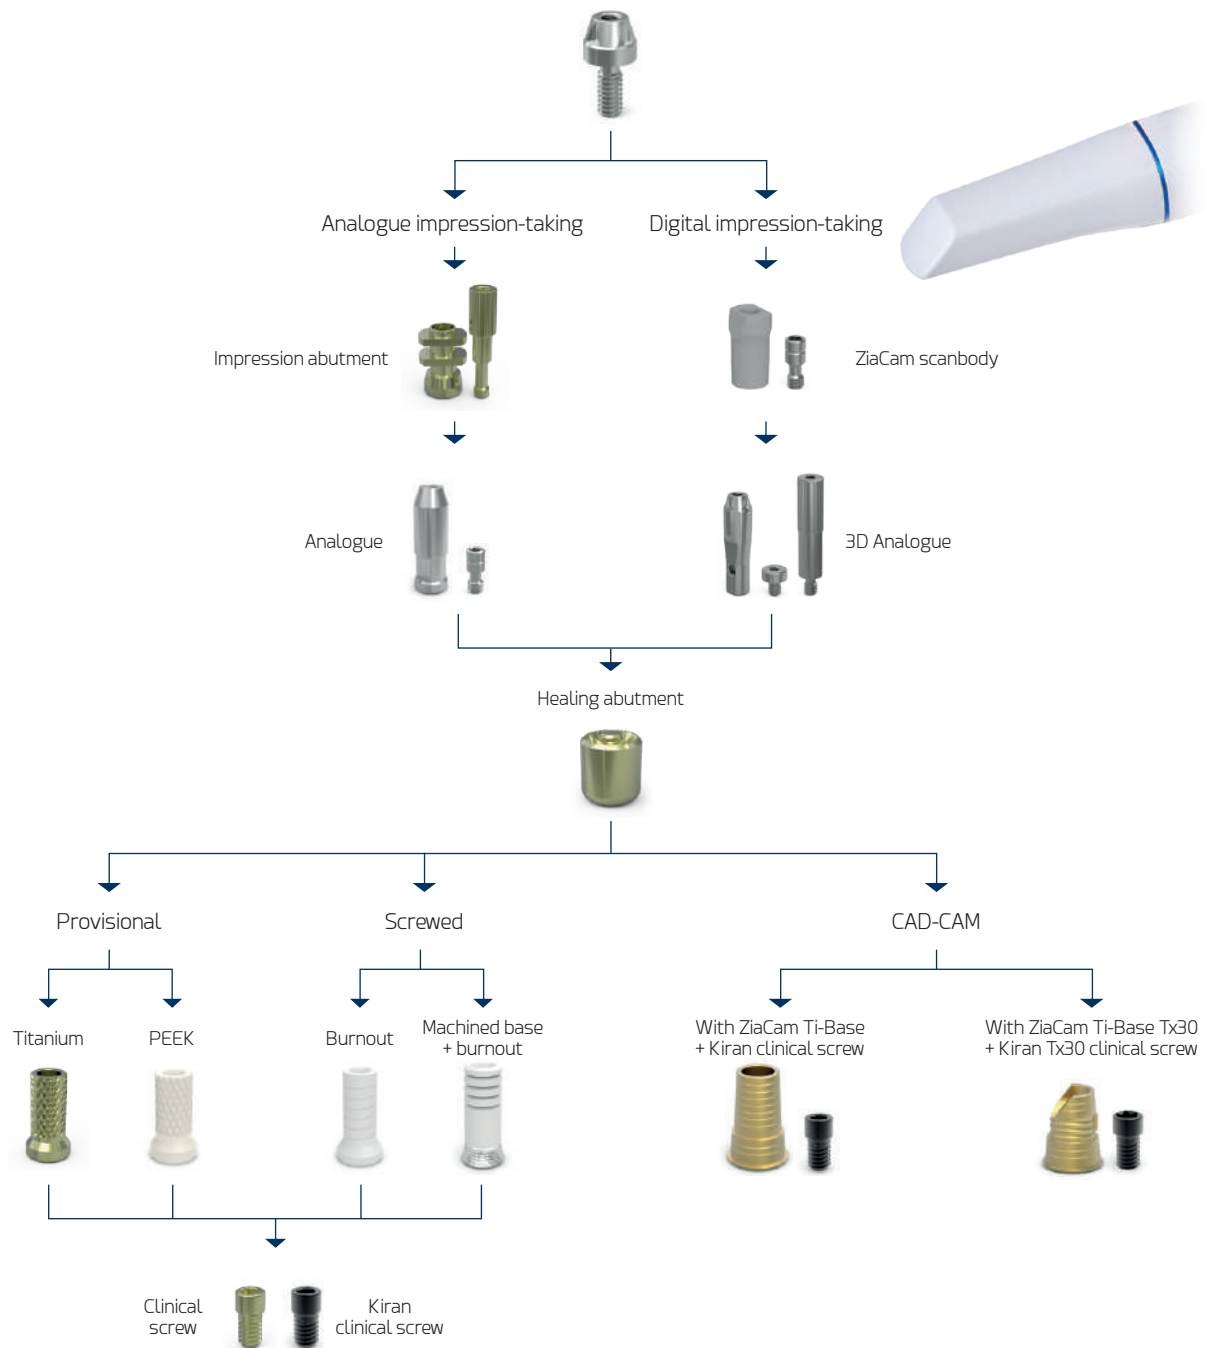 Analogue impression-taking
Digital impression-taking
Impression abutment
ZiaCam scanbody
Analogue
3D Analogue
Healing abutment
Provisional
Screwed
CAD-CAM
Titanium
PEEK
Burnout
Machined base
+ burnout
With ZiaCam Ti-Base
+ Kiran clinical screw
With ZiaCam Ti-Base Tx30
+ Kiran Tx30 clinical screw
Clinical
screw
Kiran
clinical screw